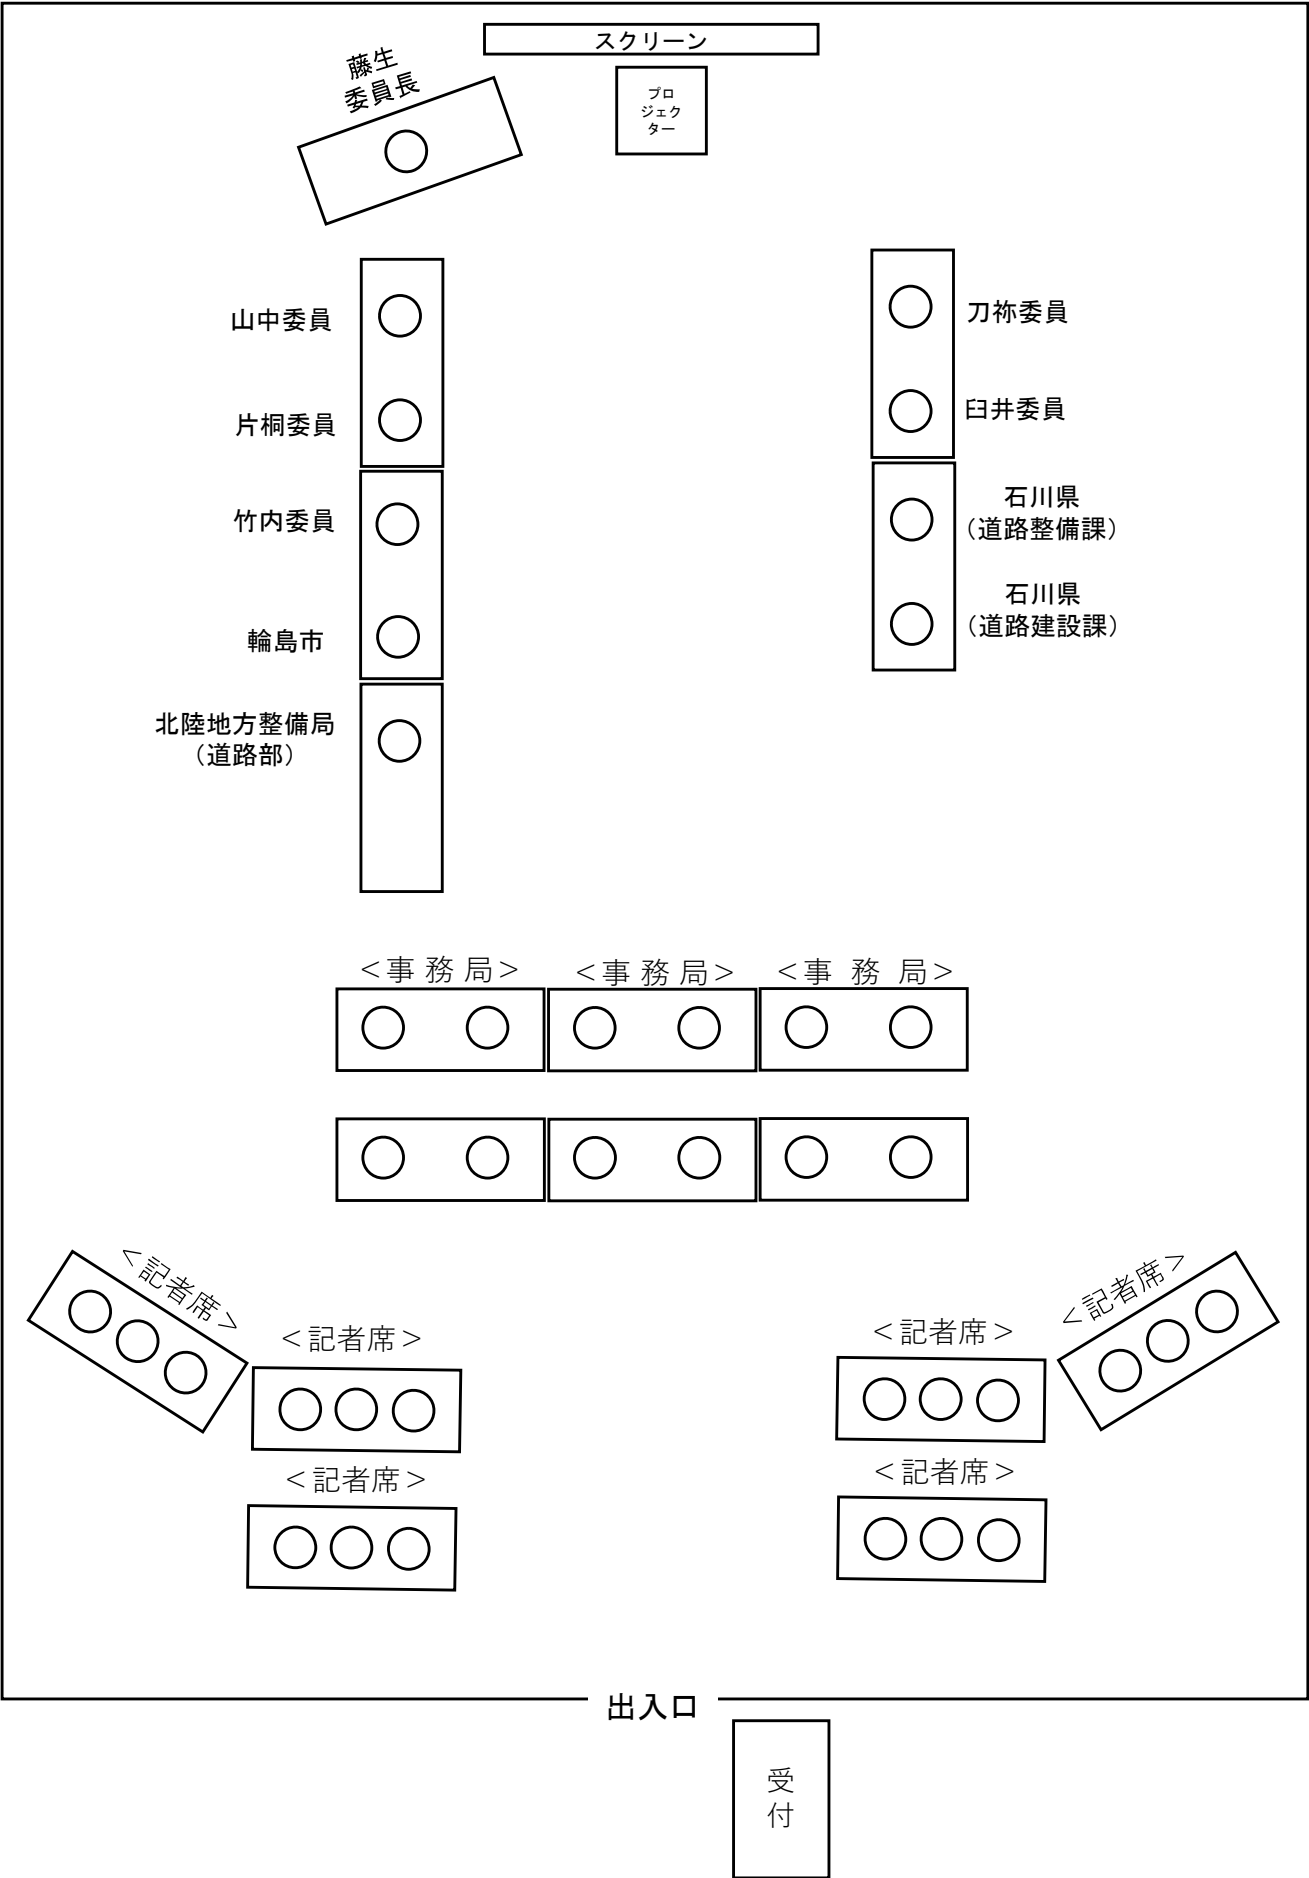 スクリーン
プロ
ジェク
ター
藤生
委員長
山中委員
片桐委員
竹内委員
輪島市
北陸地方整備局
（道路部）
刀祢委員
臼井委員
石川県
（道路整備課）
石川県
（道路建設課）
＜事 務 局＞
＜事 務 局＞
＜事 務 局＞
＜記者席＞
＜記者席＞
＜記者席＞
＜記者席＞
＜記者席＞
＜記者席＞
出入口
受
付